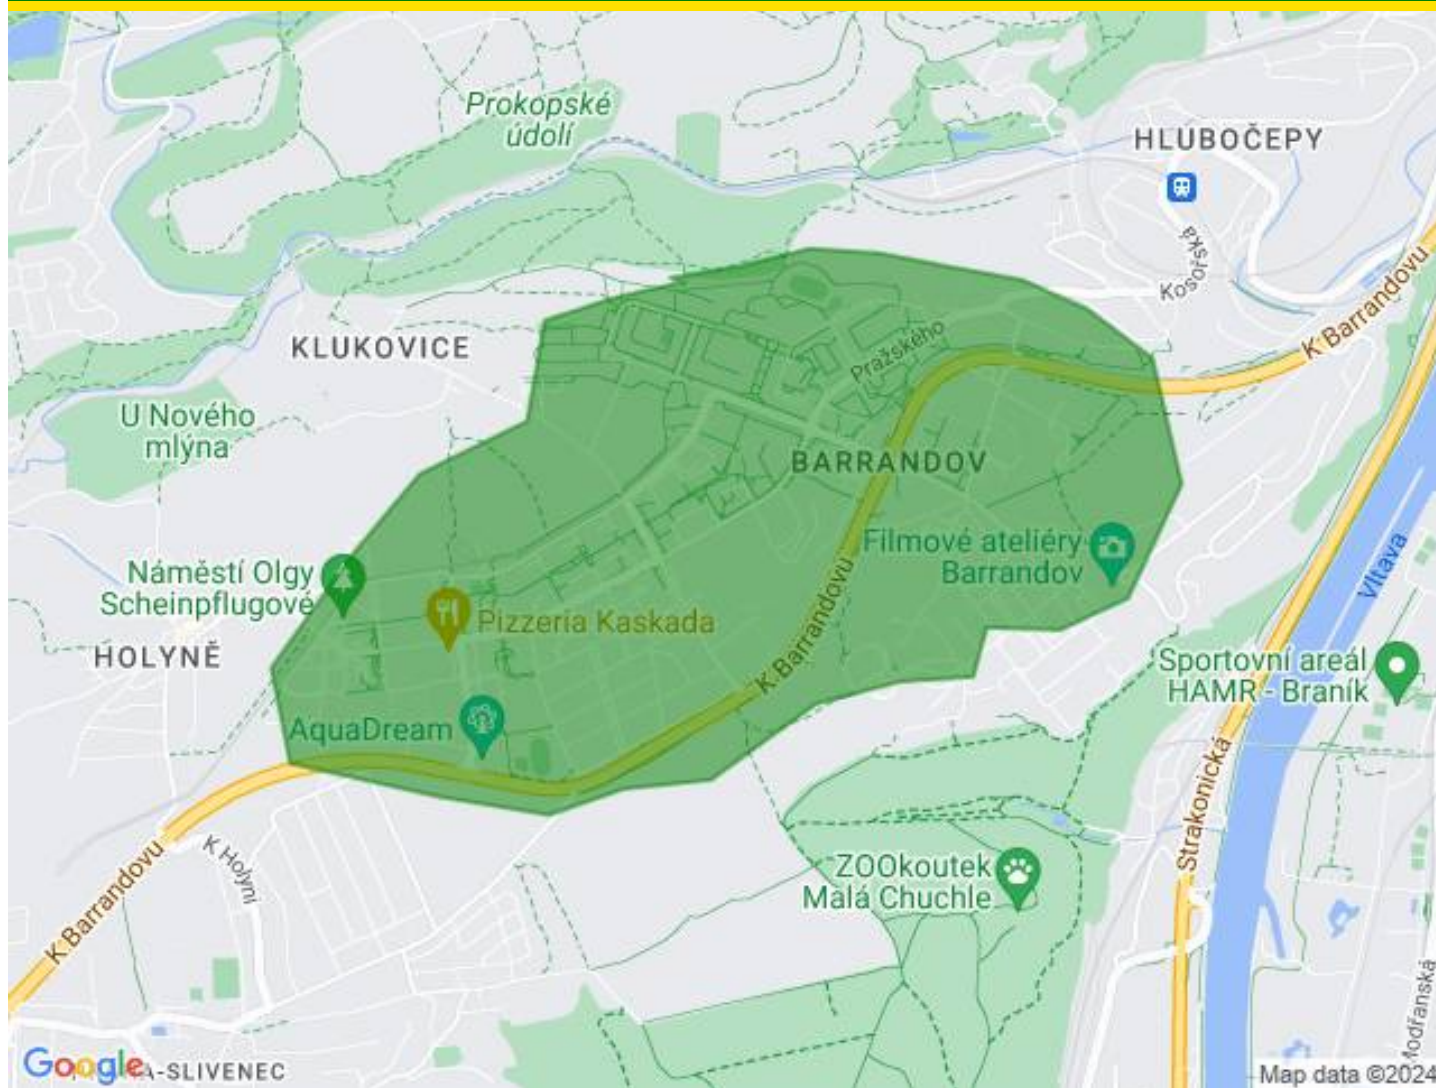 Prokopské
údolí
HLUBOČEPY
Kosořská
K Barrandovu
KLUKOVICE
Pražského
U Nového
mlýna
BARRANDOV
Filmové ateliéry
Barrandov
Vltava
Náměstí Olgy
Scheinpflugové
Pizzeria Kaskada
HOLYNĚ
K Barrandovu
Sportovní areál
HAMR - Braník
AquaDream
Strakonická
K Holyni
ZOOkoutek
Malá Chuchle
K Barrandovu
Modřanská
Google
A-SLIVENEC
Map data ©2024